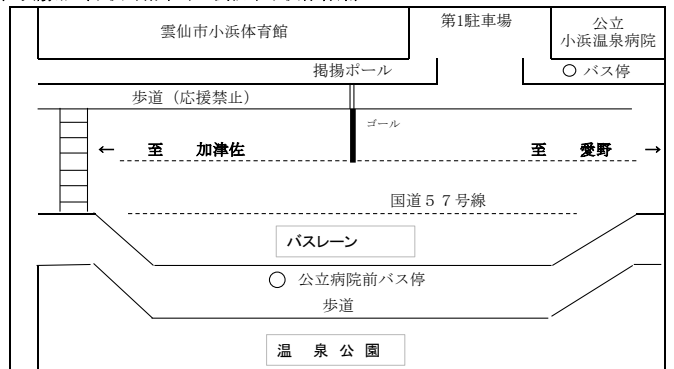 雲仙市小浜体育館
第1駐車場
公立
小浜温泉病院
掲揚ポール
バス停
歩道（応援禁止）
ゴール
← 至 加津佐
至 愛野 →
国道５７号線
バスレーン
公立病院前バス停
歩道
温 泉 公 園